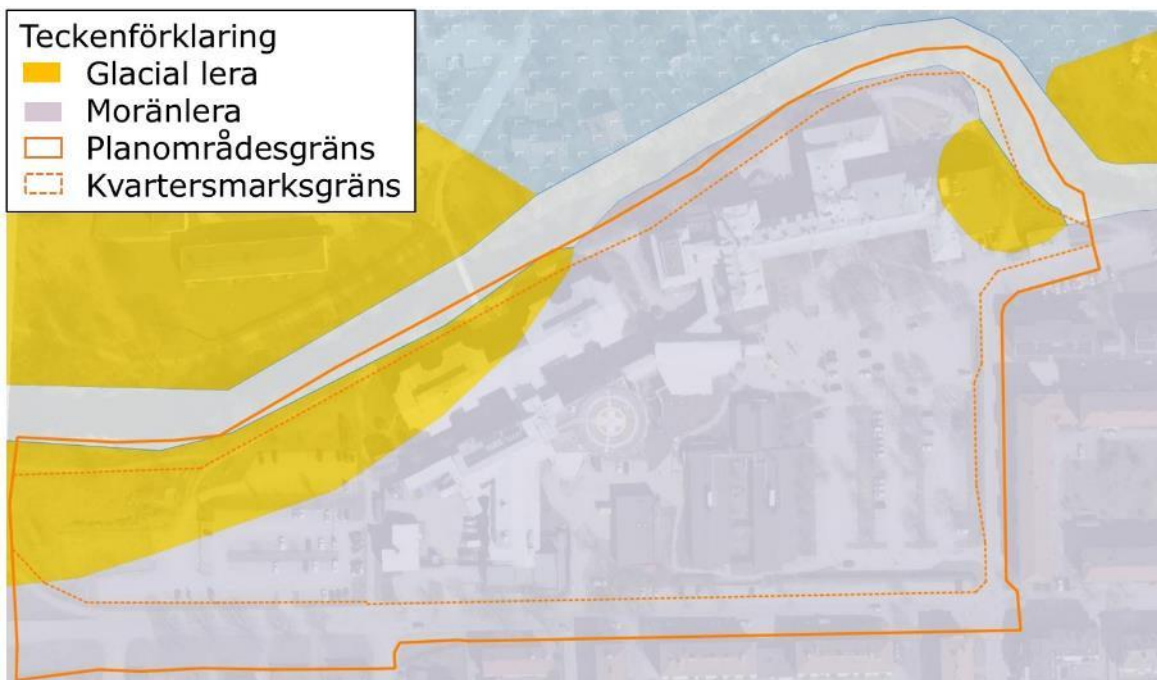 Teckenförklaring
Glacial lera
Moränlera
Planområdesgräns
Kvartersmarksgräns